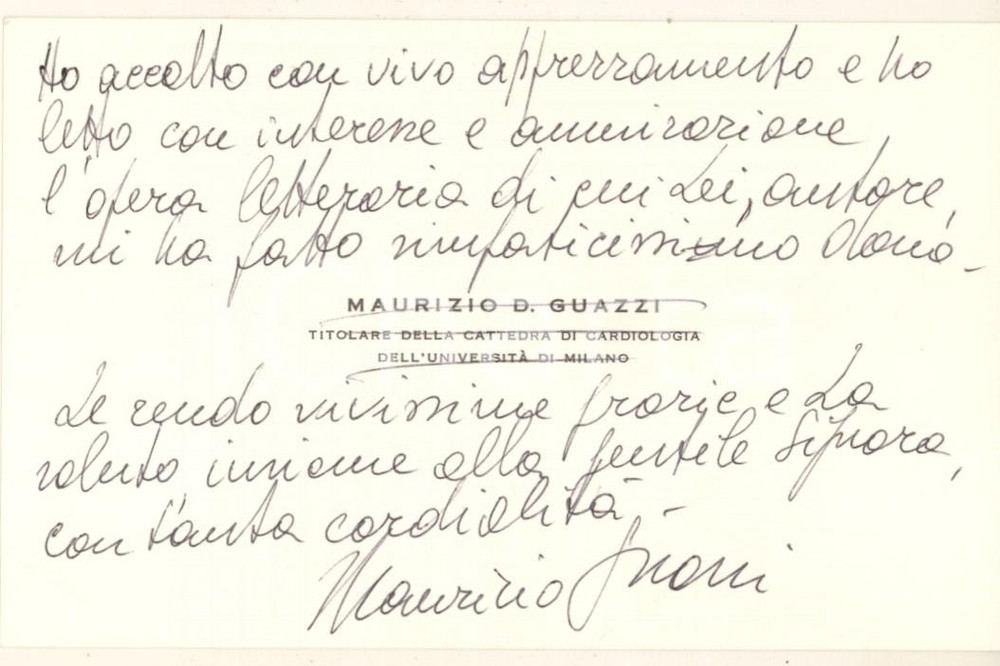 Ho accolto con vivo apprezzamento e ho
letto con interesse e ammirazione,
l'opera letteraria di cui Lei, autore,
mi ha fatto simpaticissimo dono -
MAURIZIO D. GUAZZI
TITOLARE DELLA CATTEDRA DI CARDIOLOGIA
DELL'UNIVERSITÀ DI MILANO
Le rendo vivissime grazie e La
saluto insieme alla gentile Signora,
con tanta cordialità. -
Maurizio Guazzi